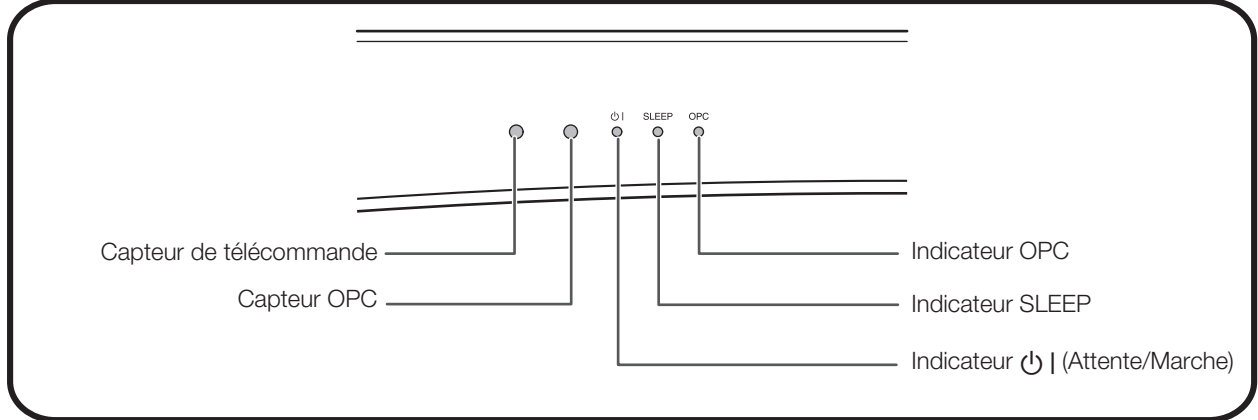 ⏻ | SLEEP OPC
Capteur de télécommande
Capteur OPC
Indicateur OPC
Indicateur SLEEP
Indicateur ⏻ | (Attente/Marche)